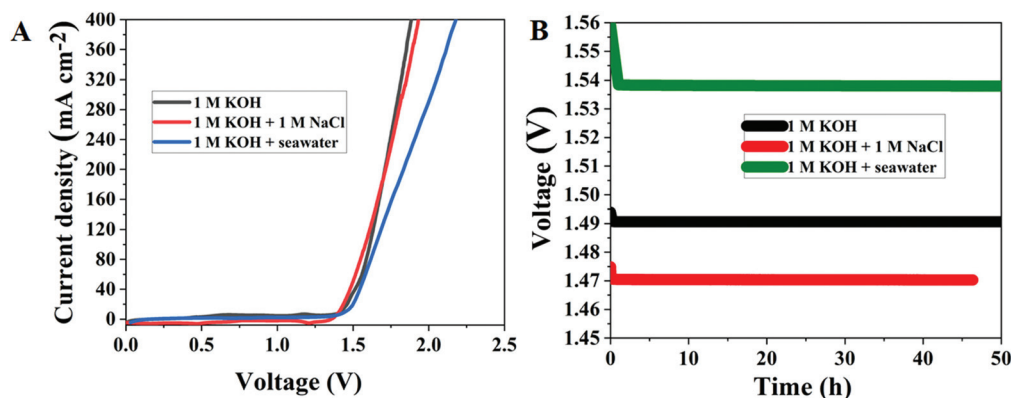 A
Current density (mA cm⁻²)
400
360
320
280
240
200
160
120
80
40
0
1 M KOH
1 M KOH + 1 M NaCl
1 M KOH + seawater
0.0 0.5 1.0 1.5 2.0 2.5
Voltage (V)
B
Voltage (V)
1.56
1.55
1.54
1.53
1.52
1.51
1.50
1.49
1.48
1.47
1.46
1.45
1 M KOH
1 M KOH + 1 M NaCl
1 M KOH + seawater
0 10 20 30 40 50
Time (h)